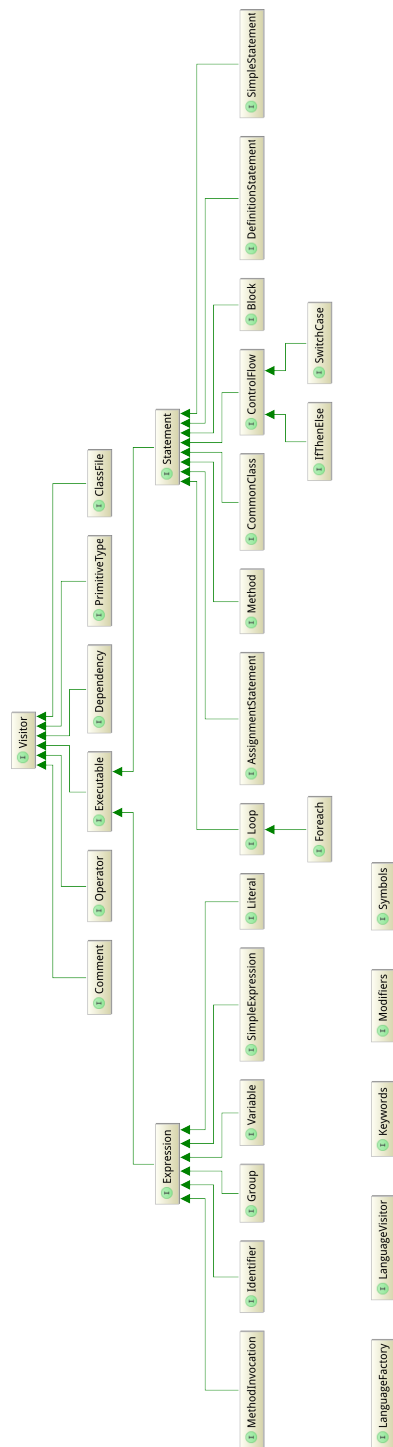 Visitor
Comment
Operator
Executable
Dependency
PrimitiveType
ClassFile
Expression
Statement
MethodInvocation
Identifier
Group
Variable
SimpleExpression
Literal
Loop
AssignmentStatement
Method
CommonClass
ControlFlow
Block
DefinitionStatement
SimpleStatement
Foreach
IfThenElse
SwitchCase
LanguageFactory
LanguageVisitor
Keywords
Modifiers
Symbols